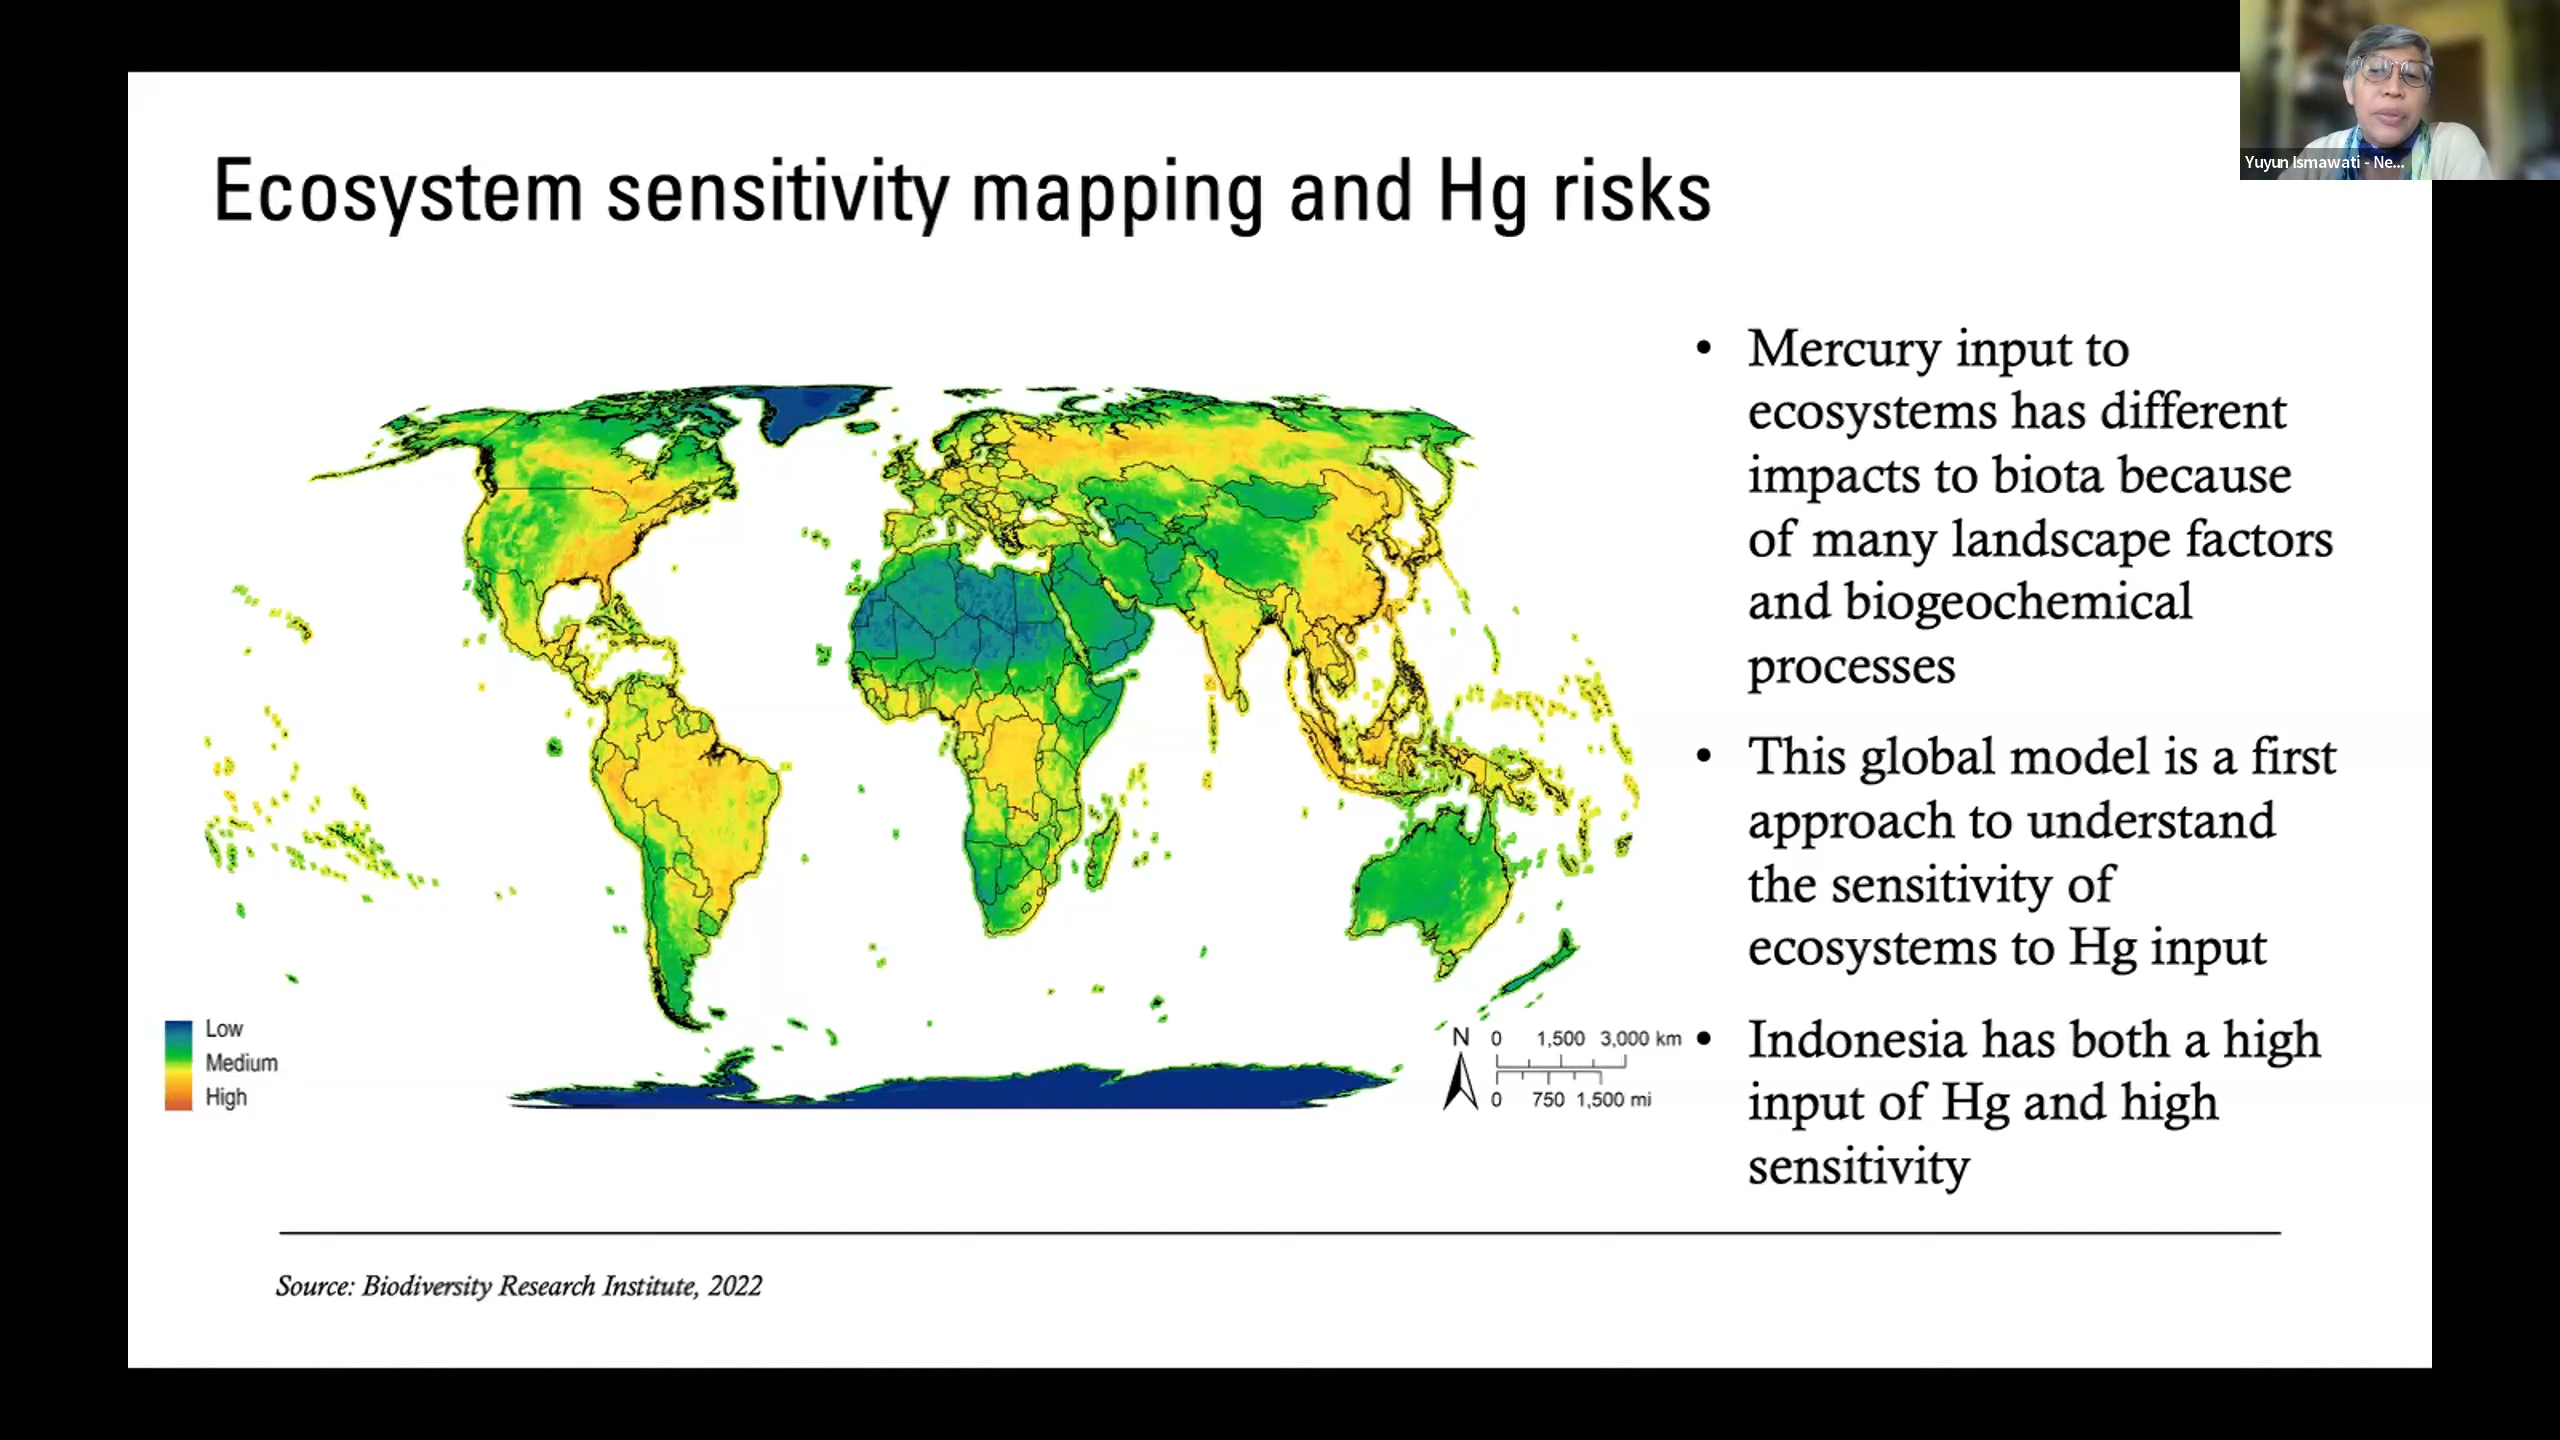 Yuyun Ismawati - Ne...
Ecosystem sensitivity mapping and Hg risks
• Mercury input to
ecosystems has different
impacts to biota because
of many landscape factors
and biogeochemical
processes
• This global model is a first
approach to understand
the sensitivity of
ecosystems to Hg input
• Indonesia has both a high
input of Hg and high
sensitivity
Low
Medium
High
N 0 1,500 3,000 km
0 750 1,500 mi
Source: Biodiversity Research Institute, 2022